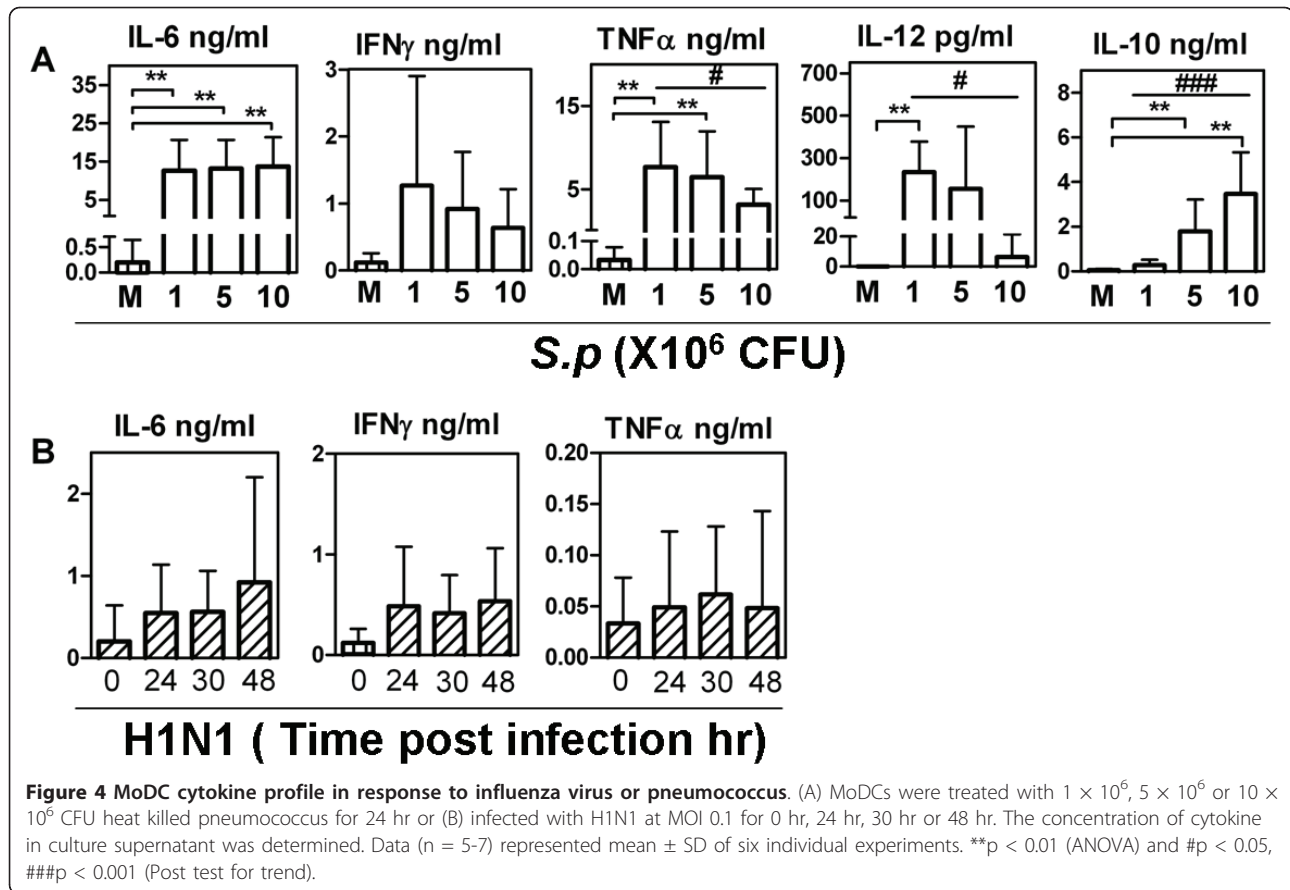 A
IL-6 ng/ml IFNγ ng/ml TNFα ng/ml IL-12 pg/ml IL-10 ng/ml
35
25
15
5
0.5
0.0
** ** **
M 1 5 10
3
2
1
0
M 1 5 10
15
5
0.1
0.0
** # **
M 1 5 10
700
500
300
100
20
0
** #
M 1 5 10
8
6
4
2
0
### ** **
M 1 5 10
S.p (X10⁶ CFU)
B
IL-6 ng/ml IFNγ ng/ml TNFα ng/ml
2
1
0
0 24 30 48
2
1
0
0 24 30 48
0.20
0.15
0.10
0.05
0.00
0 24 30 48
H1N1 ( Time post infection hr)
Figure 4 MoDC cytokine profile in response to influenza virus or pneumococcus. (A) MoDCs were treated with 1 × 10⁶, 5 × 10⁶ or 10 ×
10⁶ CFU heat killed pneumococcus for 24 hr or (B) infected with H1N1 at MOI 0.1 for 0 hr, 24 hr, 30 hr or 48 hr. The concentration of cytokine
in culture supernatant was determined. Data (n = 5-7) represented mean ± SD of six individual experiments. **p < 0.01 (ANOVA) and #p < 0.05,
###p < 0.001 (Post test for trend).